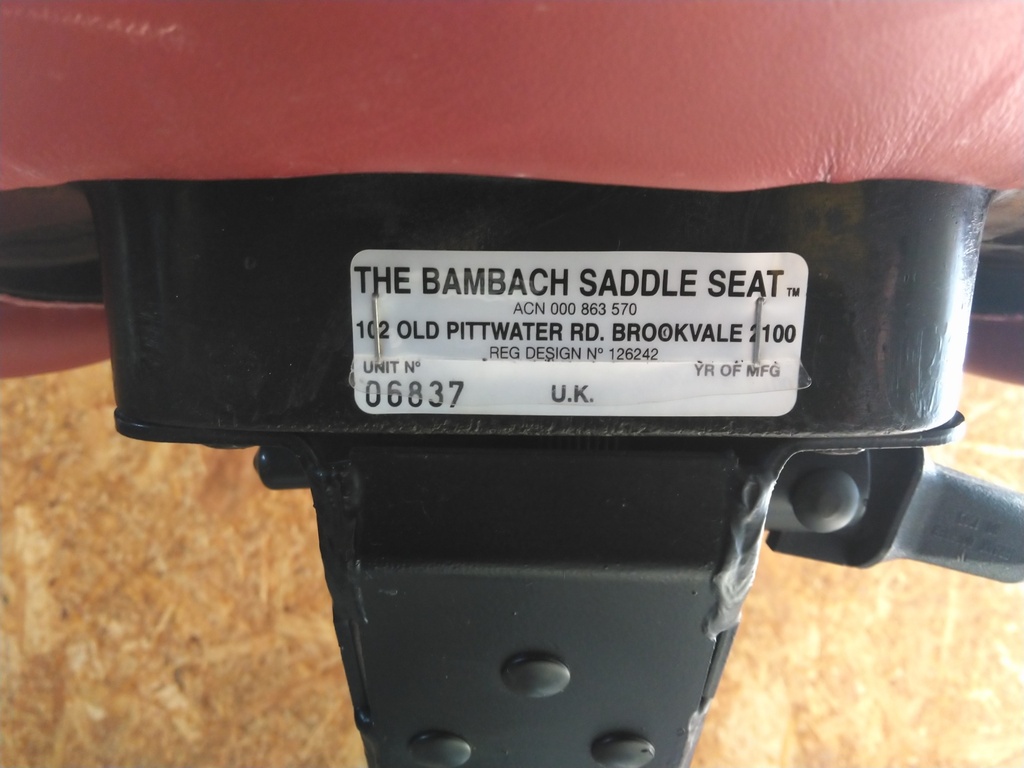 THE BAMBACH SADDLE SEAT™
ACN 000 863 570
102 OLD PITTWATER RD. BROOKVALE 2100
REG DESIGN Nº 126242
UNIT Nº YR OF MFG
06837 U.K.